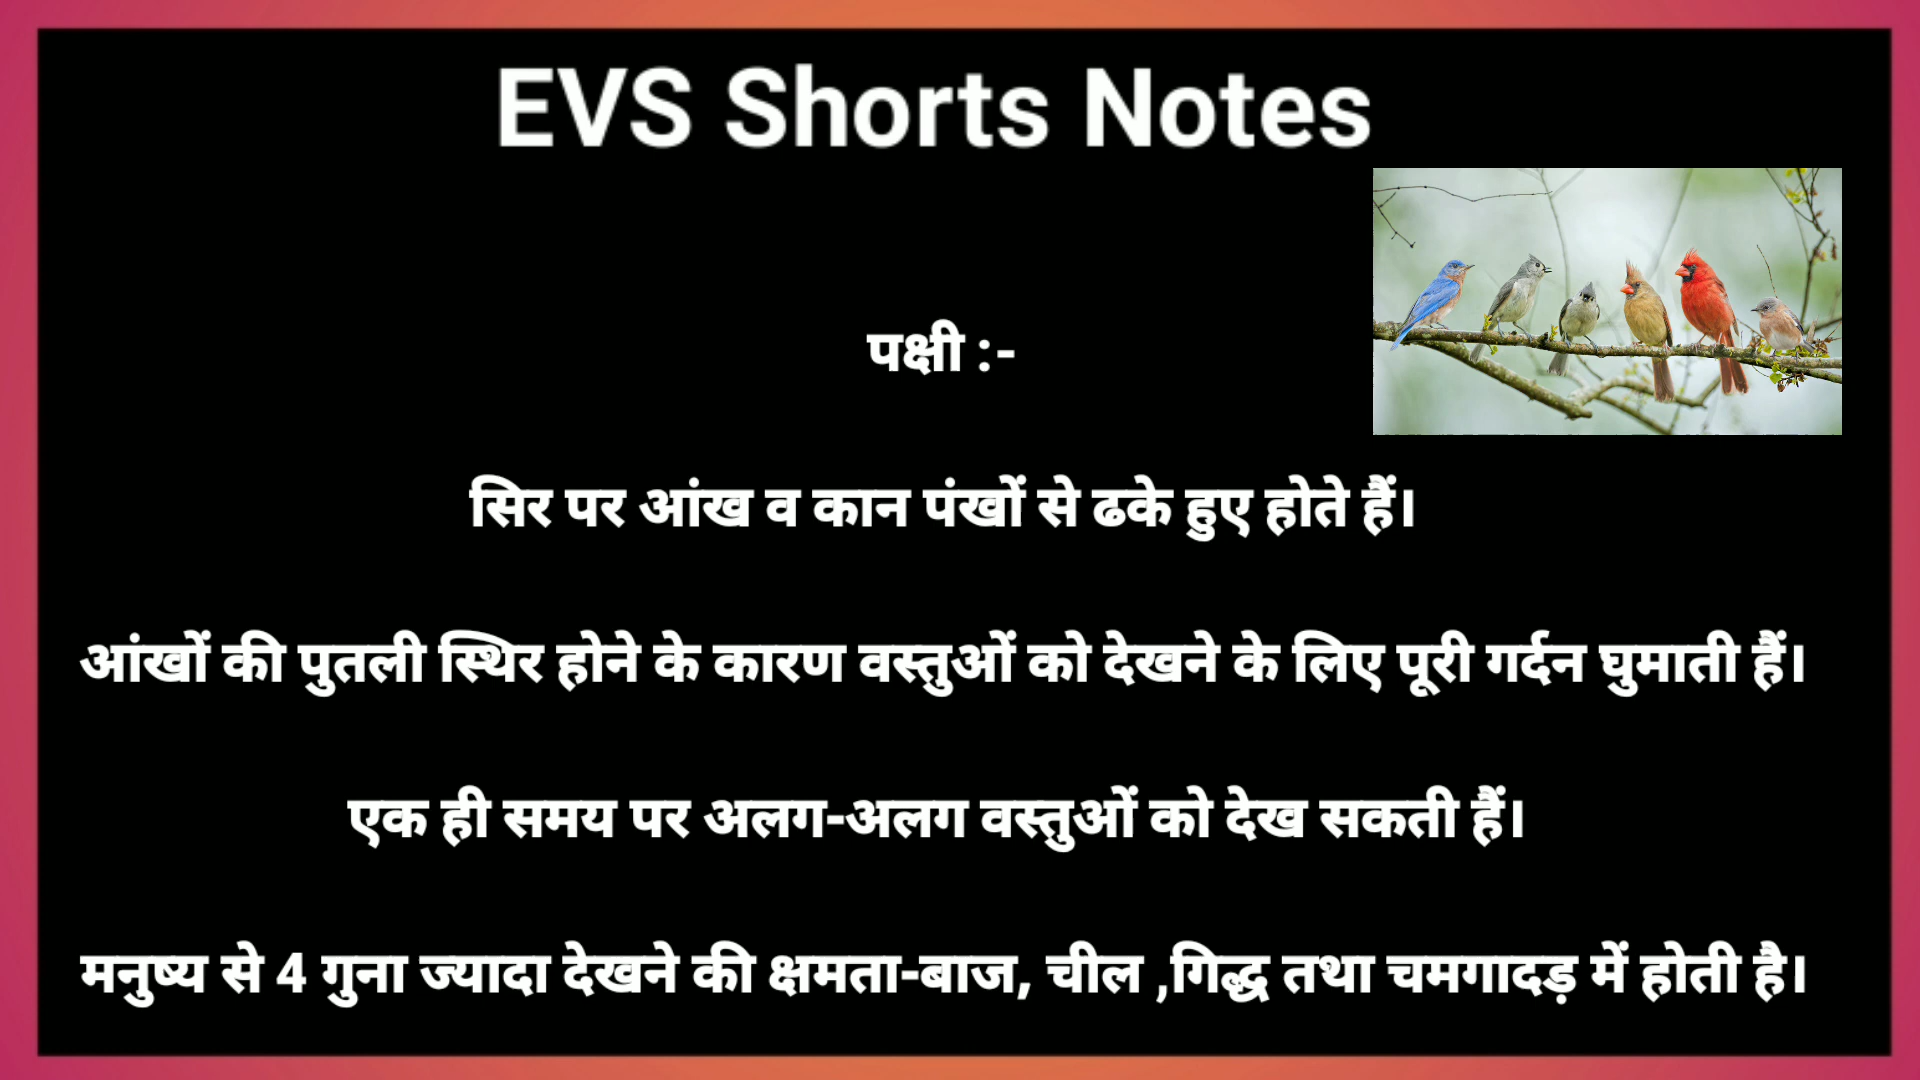 EVS Shorts Notes
पक्षी :-
सिर पर आंख व कान पंखों से ढके हुए होते हैं।
आंखों की पुतली स्थिर होने के कारण वस्तुओं को देखने के लिए पूरी गर्दन घुमाती हैं।
एक ही समय पर अलग-अलग वस्तुओं को देख सकती हैं।
मनुष्य से 4 गुना ज्यादा देखने की क्षमता-बाज, चील ,गिद्ध तथा चमगादड़ में होती है।